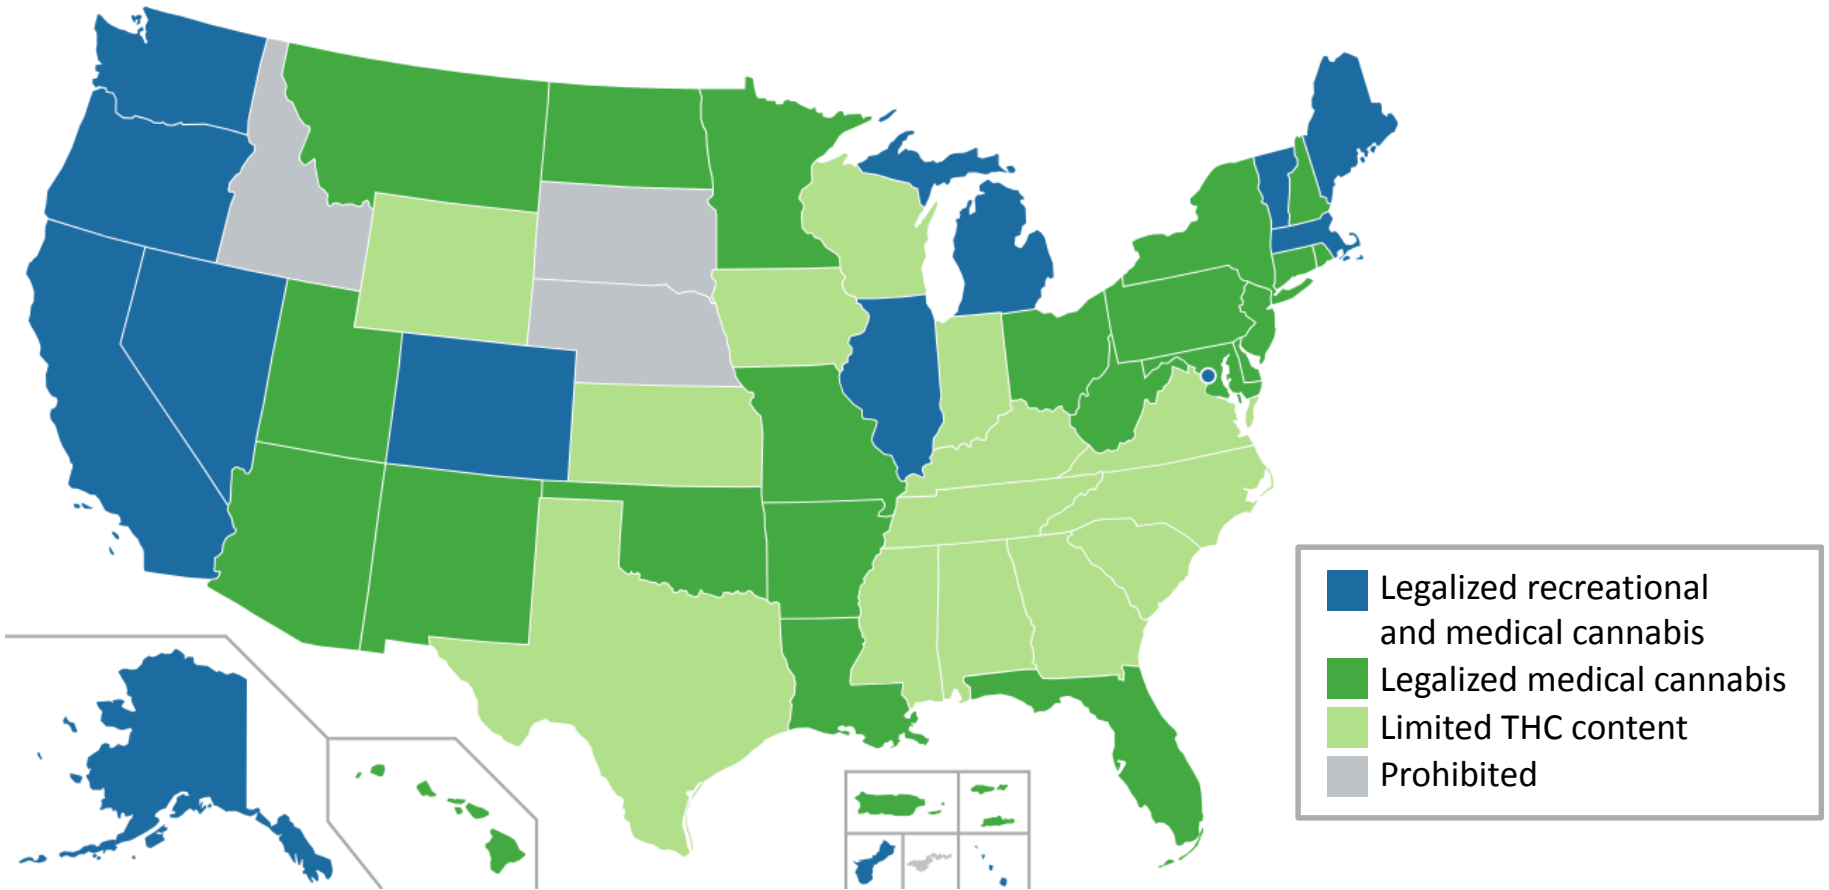 Legalized recreational
and medical cannabis
Legalized medical cannabis
Limited THC content
Prohibited